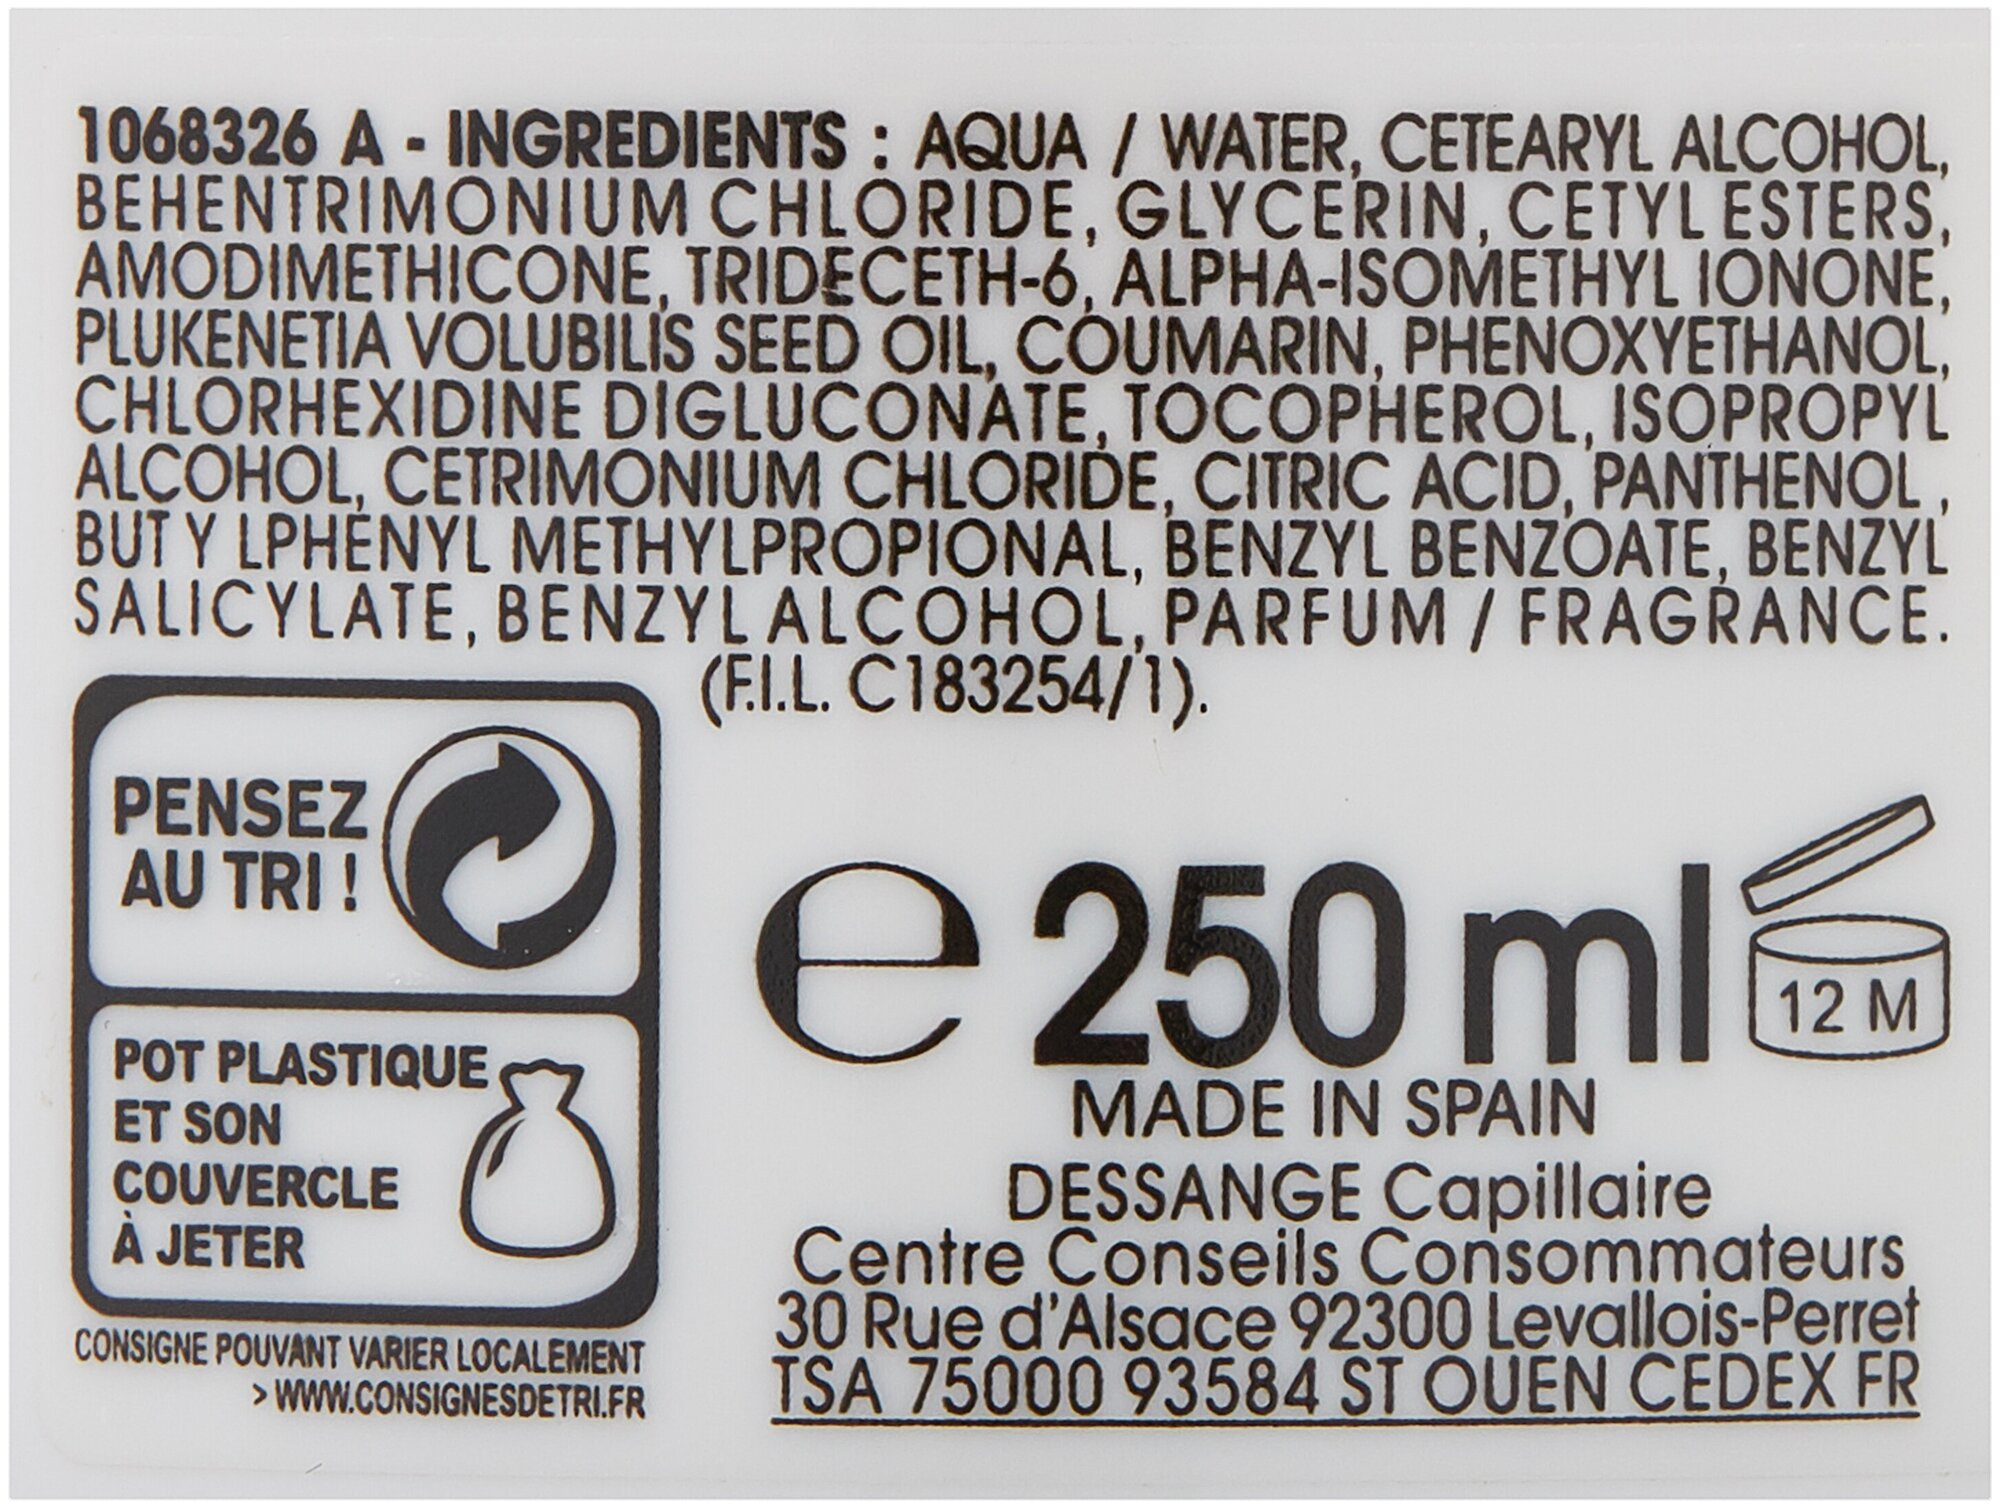 1068326 A - INGREDIENTS : AQUA / WATER, CETEARYL ALCOHOL,
BEHENTRIMONIUM CHLORIDE, GLYCERIN, CETYL ESTERS,
AMODIMETHICONE, TRIDECETH-6, ALPHA-ISOMETHYL IONONE,
PLUKENETIA VOLUBILIS SEED OIL, COUMARIN, PHENOXYETHANOL,
CHLORHEXIDINE DIGLUCONATE, TOCOPHEROL, ISOPROPYL
ALCOHOL, CETRIMONIUM CHLORIDE, CITRIC ACID, PANTHENOL ,
BUT Y LPHENYL METHYLPROPIONAL, BENZYL BENZOATE, BENZYL
SALICYLATE, BENZYL ALCOHOL, PARFUM / FRAGRANCE.
(F.I.L. C183254/1).
PENSEZ
AU TRI !
POT PLASTIQUE
ET SON
COUVERCLE
À JETER
CONSIGNE POUVANT VARIER LOCALEMENT
> WWW.CONSIGNESDETRI.FR
e 250 ml
12 M
MADE IN SPAIN
DESSANGE Capillaire
Centre Conseils Consommateurs
30 Rue d'Alsace 92300 Levallois-Perret
TSA 75000 93584 ST OUEN CEDEX FR